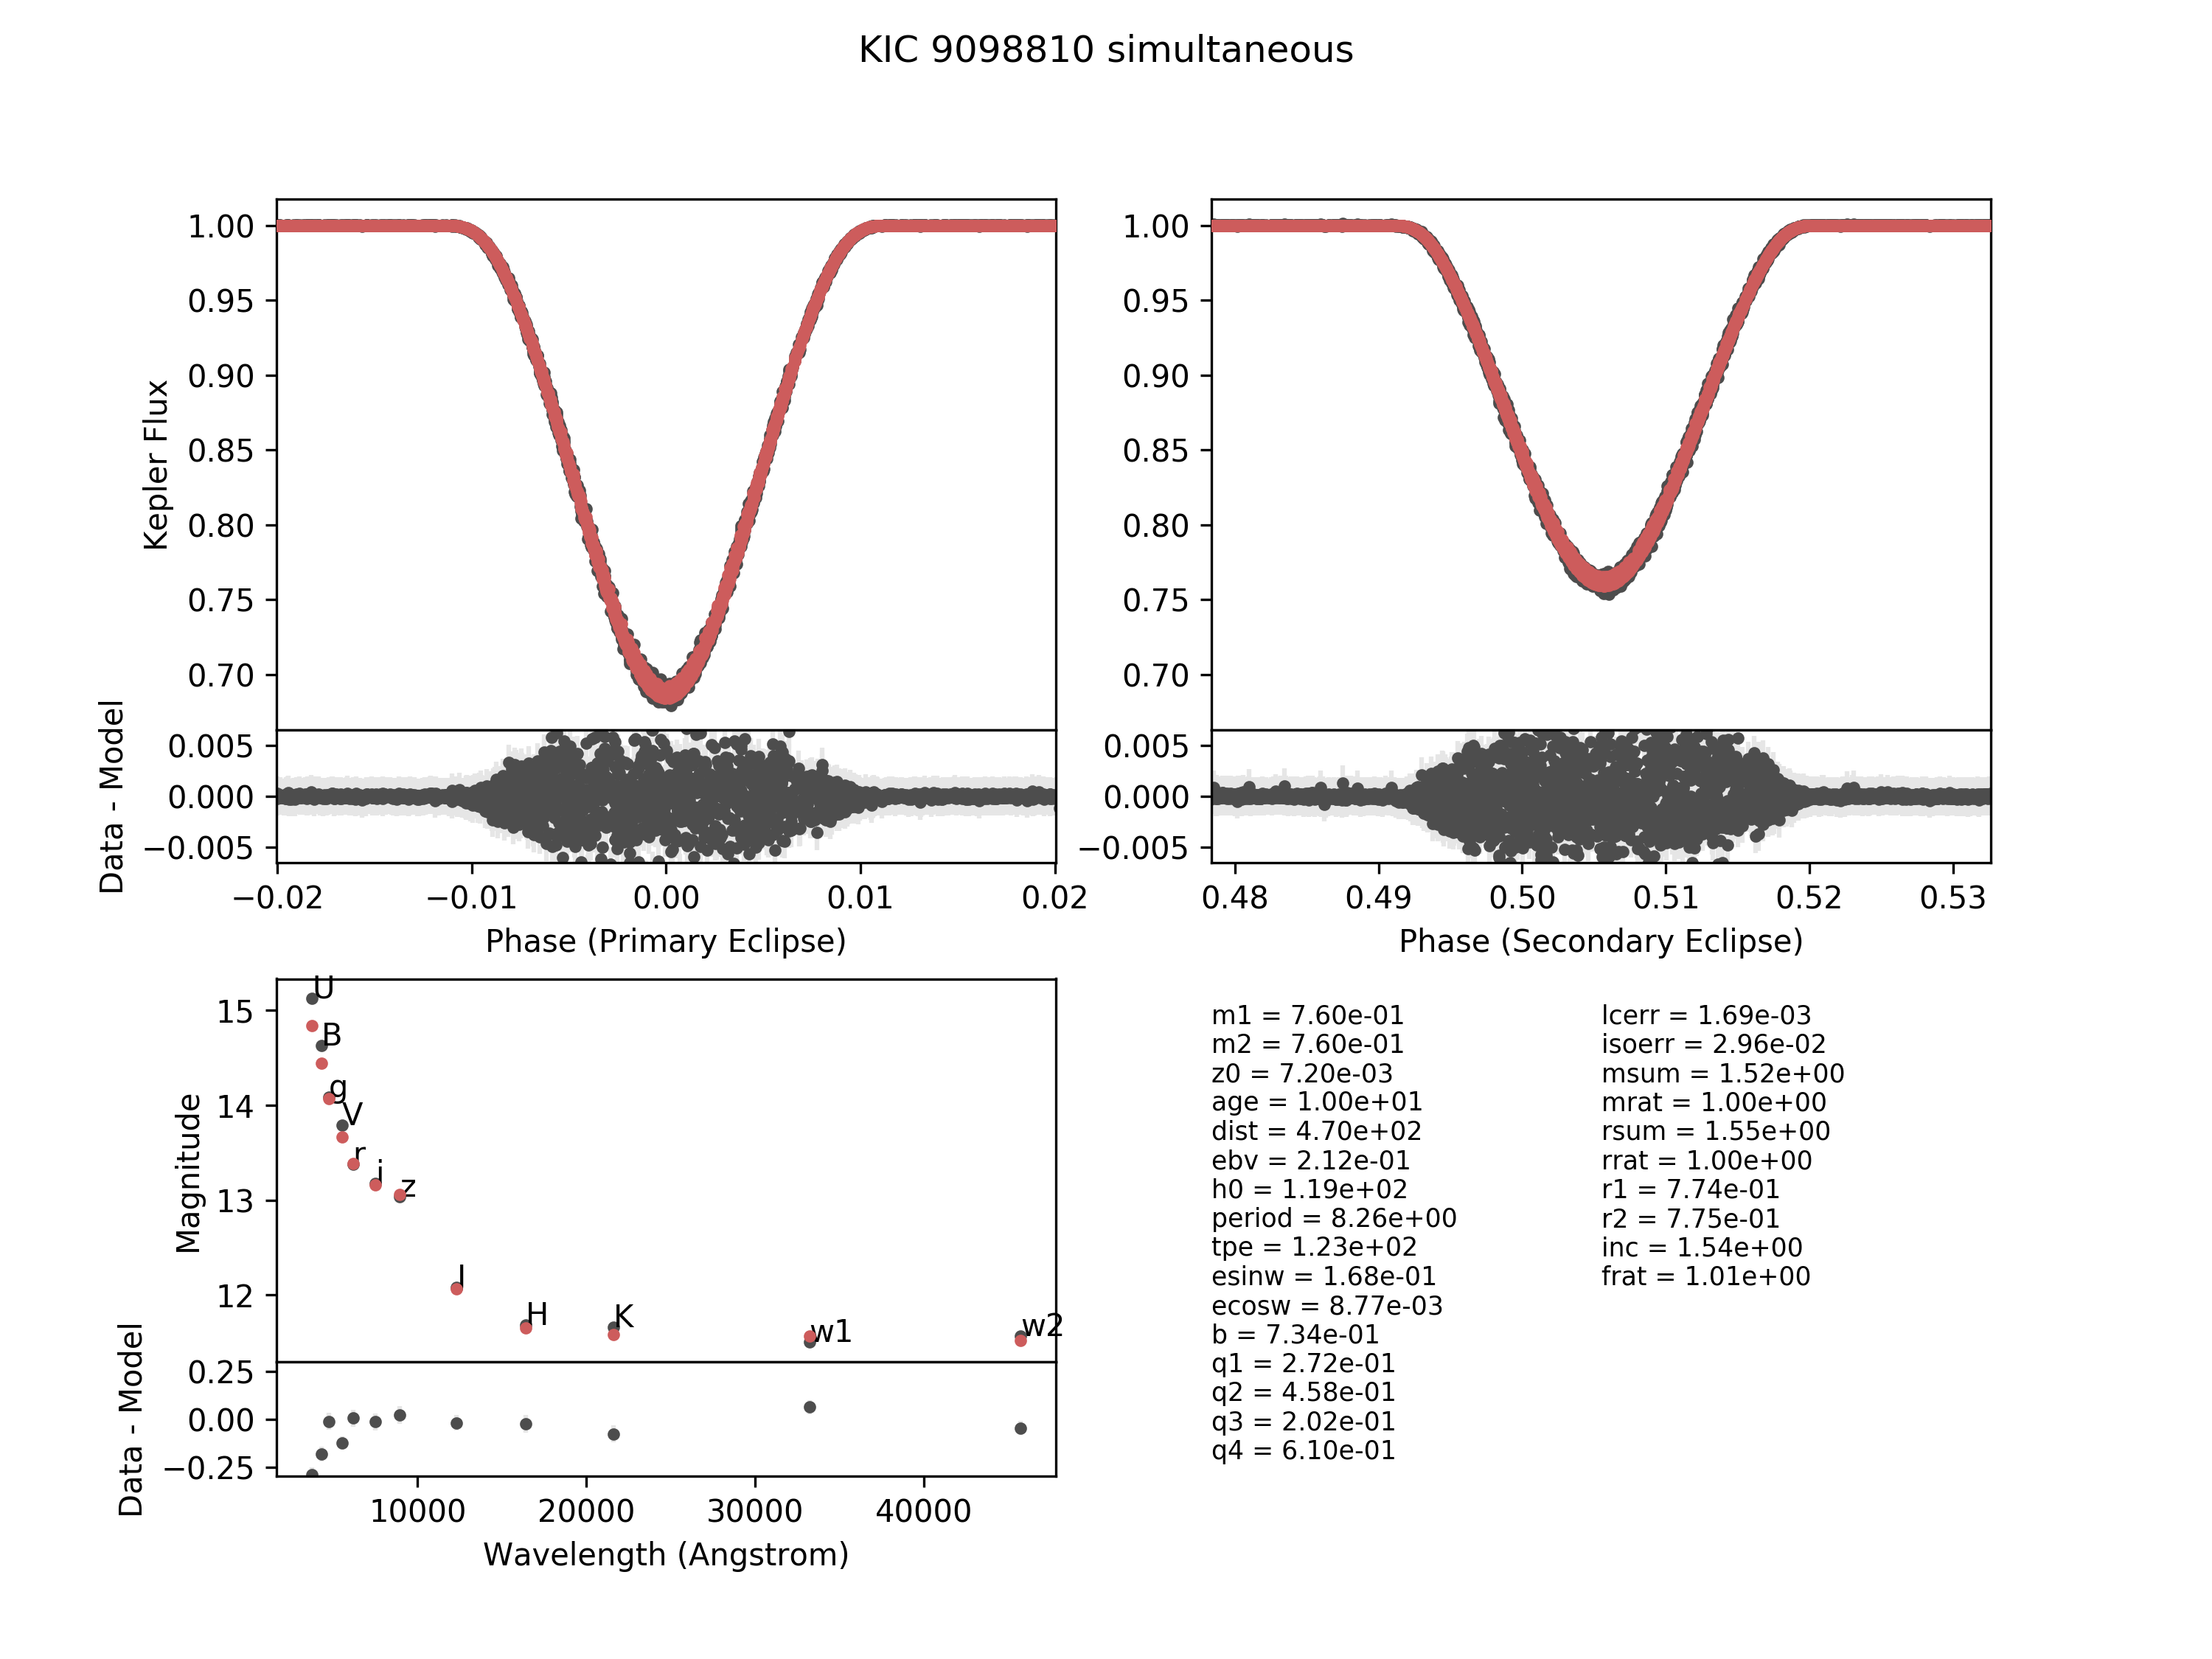 KIC 9098810 simultaneous
1.00
0.95
0.90
0.85
0.80
0.75
0.70
Kepler Flux
0.005
0.000
−0.005
Data - Model
−0.02
−0.01
0.00
0.01
0.02
Phase (Primary Eclipse)
1.00
0.95
0.90
0.85
0.80
0.75
0.70
0.005
0.000
−0.005
0.48
0.49
0.50
0.51
0.52
0.53
Phase (Secondary Eclipse)
15
14
13
12
Magnitude
U
B
g
V
r
i
z
J
H
K
w1
w2
0.25
0.00
−0.25
Data - Model
10000
20000
30000
40000
Wavelength (Angstrom)
m1 = 7.60e-01
m2 = 7.60e-01
z0 = 7.20e-03
age = 1.00e+01
dist = 4.70e+02
ebv = 2.12e-01
h0 = 1.19e+02
period = 8.26e+00
tpe = 1.23e+02
esinw = 1.68e-01
ecosw = 8.77e-03
b = 7.34e-01
q1 = 2.72e-01
q2 = 4.58e-01
q3 = 2.02e-01
q4 = 6.10e-01
lcerr = 1.69e-03
isoerr = 2.96e-02
msum = 1.52e+00
mrat = 1.00e+00
rsum = 1.55e+00
rrat = 1.00e+00
r1 = 7.74e-01
r2 = 7.75e-01
inc = 1.54e+00
frat = 1.01e+00